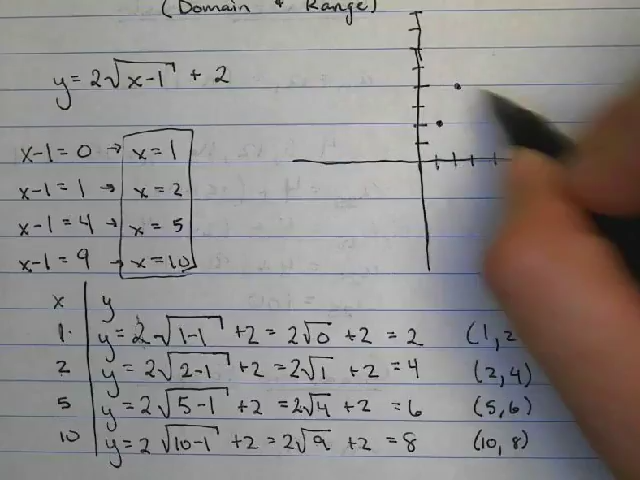 (Domain & Range)
y = 2√(x-1) + 2
x-1 = 0 → x = 1
x-1 = 1 → x = 2
x-1 = 4 → x = 5
x-1 = 9 → x = 10
x | y
1 | y = 2√(1-1) + 2 = 2√0 + 2 = 2 (1, 2
2 | y = 2√(2-1) + 2 = 2√1 + 2 = 4 (2, 4)
5 | y = 2√(5-1) + 2 = 2√4 + 2 = 6 (5, 6)
10 | y = 2√(10-1) + 2 = 2√9 + 2 = 8 (10, 8)